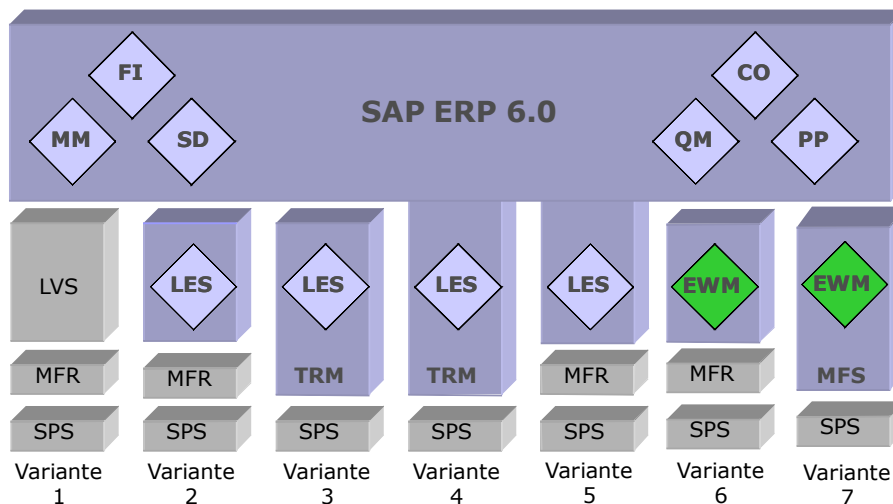 FI
CO
SAP ERP 6.0
MM
SD
QM
PP
LVS
LES
LES
LES
LES
EWM
EWM
MFR
MFR
TRM
TRM
MFR
MFR
MFS
SPS
SPS
SPS
SPS
SPS
SPS
SPS
Variante
1
Variante
2
Variante
3
Variante
4
Variante
5
Variante
6
Variante
7